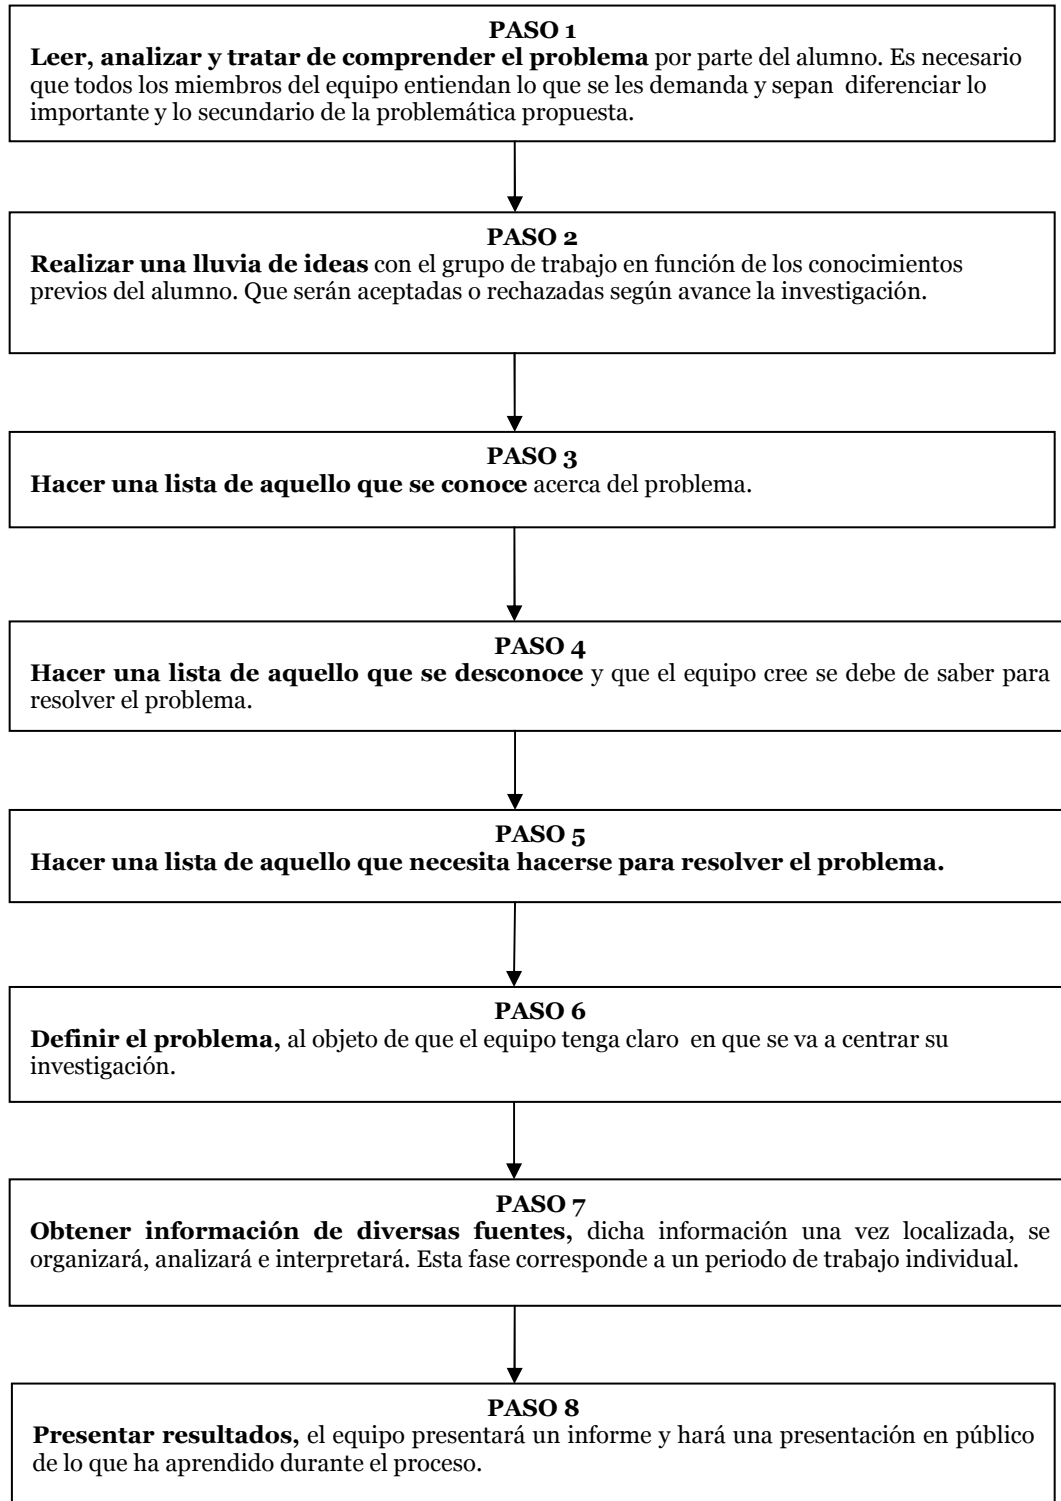 PASO 1
Leer, analizar y tratar de comprender el problema por parte del alumno. Es necesario
que todos los miembros del equipo entiendan lo que se les demanda y sepan diferenciar lo
importante y lo secundario de la problemática propuesta.
PASO 2
Realizar una lluvia de ideas con el grupo de trabajo en función de los conocimientos
previos del alumno. Que serán aceptadas o rechazadas según avance la investigación.
PASO 3
Hacer una lista de aquello que se conoce acerca del problema.
PASO 4
Hacer una lista de aquello que se desconoce y que el equipo cree se debe de saber para
resolver el problema.
PASO 5
Hacer una lista de aquello que necesita hacerse para resolver el problema.
PASO 6
Definir el problema, al objeto de que el equipo tenga claro en que se va a centrar su
investigación.
PASO 7
Obtener información de diversas fuentes, dicha información una vez localizada, se
organizará, analizará e interpretará. Esta fase corresponde a un periodo de trabajo individual.
PASO 8
Presentar resultados, el equipo presentará un informe y hará una presentación en público
de lo que ha aprendido durante el proceso.